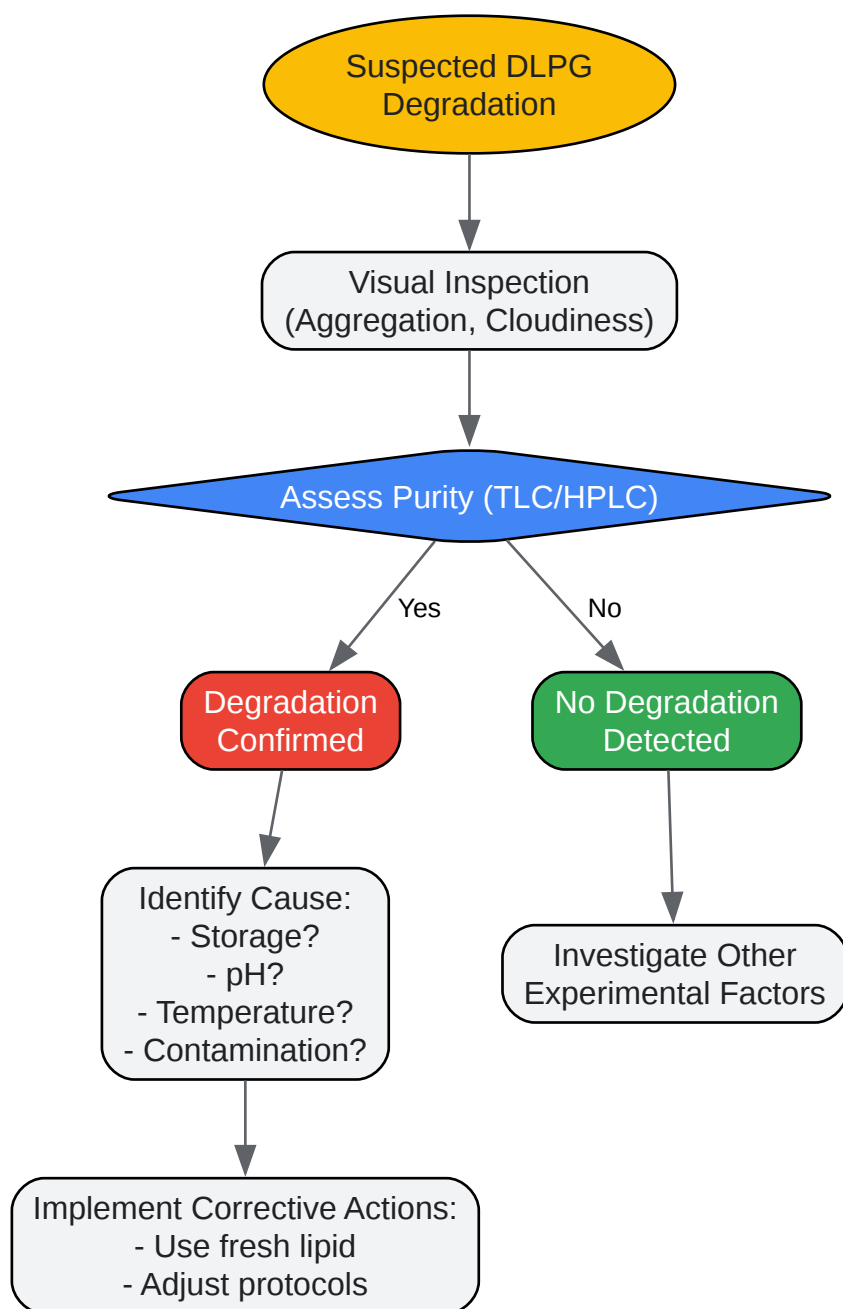 Suspected DLPG
Degradation
Visual Inspection
(Aggregation, Cloudiness)
Assess Purity (TLC/HPLC)
Yes
No
Degradation
Confirmed
No Degradation
Detected
Identify Cause:
- Storage?
- pH?
- Temperature?
- Contamination?
Investigate Other
Experimental Factors
Implement Corrective Actions:
- Use fresh lipid
- Adjust protocols